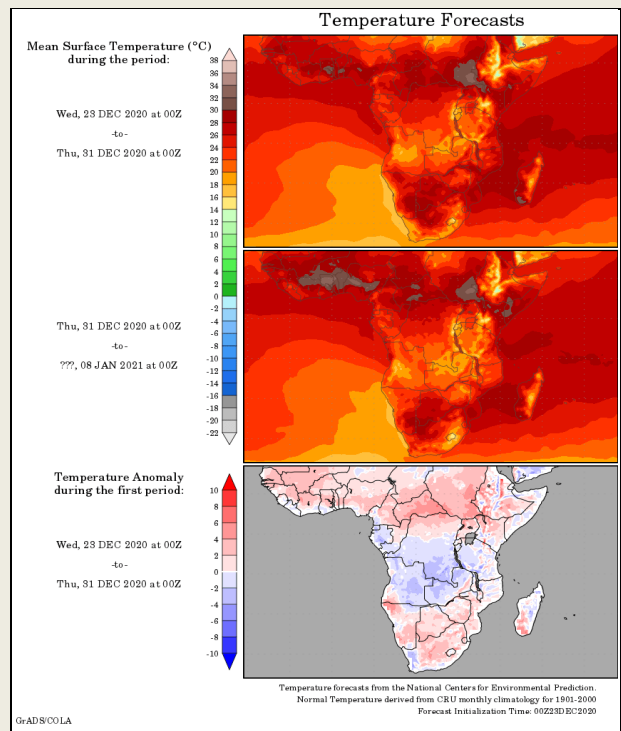 Temperature Forecasts
Mean Surface Temperature (°C)
during the period:
Wed, 23 DEC 2020 at 00Z
-to-
Thu, 31 DEC 2020 at 00Z
38
36
34
32
30
28
26
24
22
20
18
16
14
12
10
8
6
4
2
0
-2
-4
-6
-8
-10
-12
-14
-16
-18
-20
-22
Thu, 31 DEC 2020 at 00Z
-to-
???, 08 JAN 2021 at 00Z
Temperature Anomaly
during the first period:
Wed, 23 DEC 2020 at 00Z
-to-
Thu, 31 DEC 2020 at 00Z
10
8
6
4
2
0
-2
-4
-6
-8
-10
Temperature forecasts from the National Centers for Environmental Prediction.
Normal Temperature derived from CRU monthly climatology for 1901-2000
Forecast Initialization Time: 00Z23DEC2020
GrADS/COLA